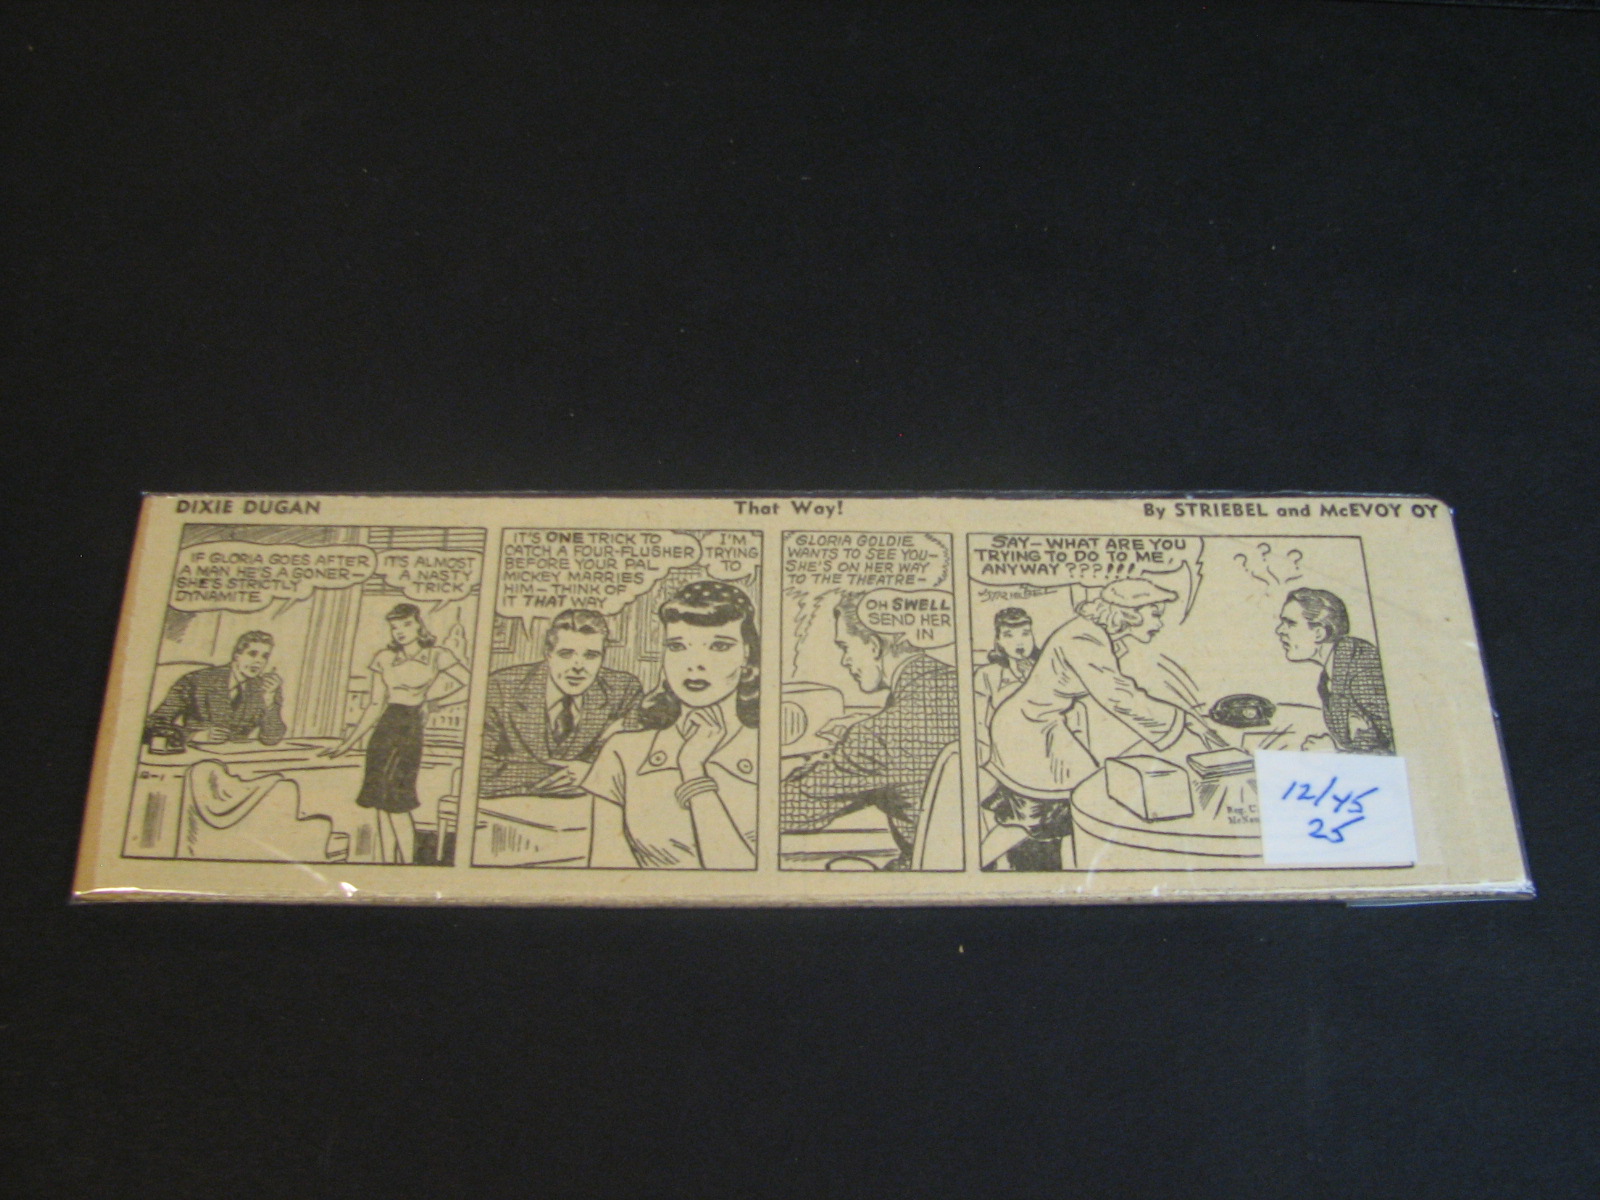 DIXIE DUGAN
That Way!
By STRIEBEL and McEVOY OY
IF GLORIA GOES AFTER
A MAN HE'S A GONER—
SHE'S STRICTLY
DYNAMITE
IT'S ALMOST
A NASTY
TRICK
IT'S ONE TRICK TO
CATCH A FOUR-FLUSHER
BEFORE YOUR PAL
MICKEY MARRIES
HIM—THINK OF
IT THAT WAY
I'M
TRYING
TO
GLORIA GOLDIE
WANTS TO SEE YOU—
SHE'S ON HER WAY
TO THE THEATRE—
OH SWELL
SEND HER
IN
SAY—WHAT ARE YOU
TRYING TO DO TO ME,
ANYWAY ???!!!
? ? ?
12/45
25